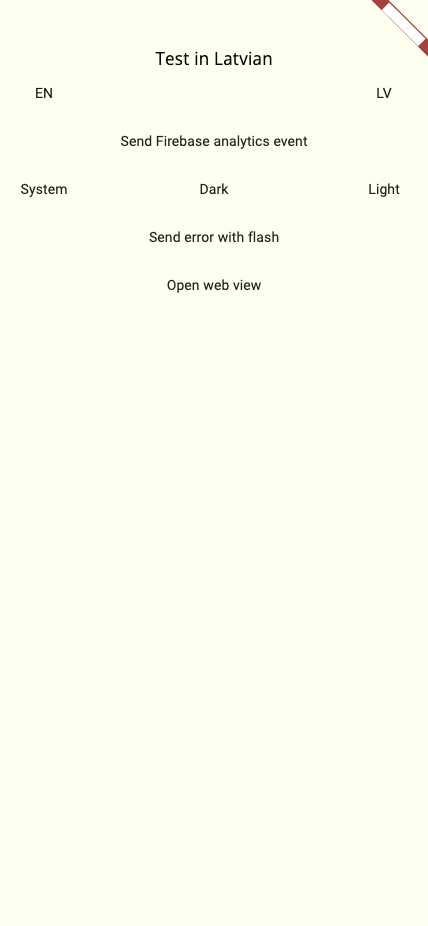 Test in Latvian
EN LV
Send Firebase analytics event
System Dark Light
Send error with flash
Open web view